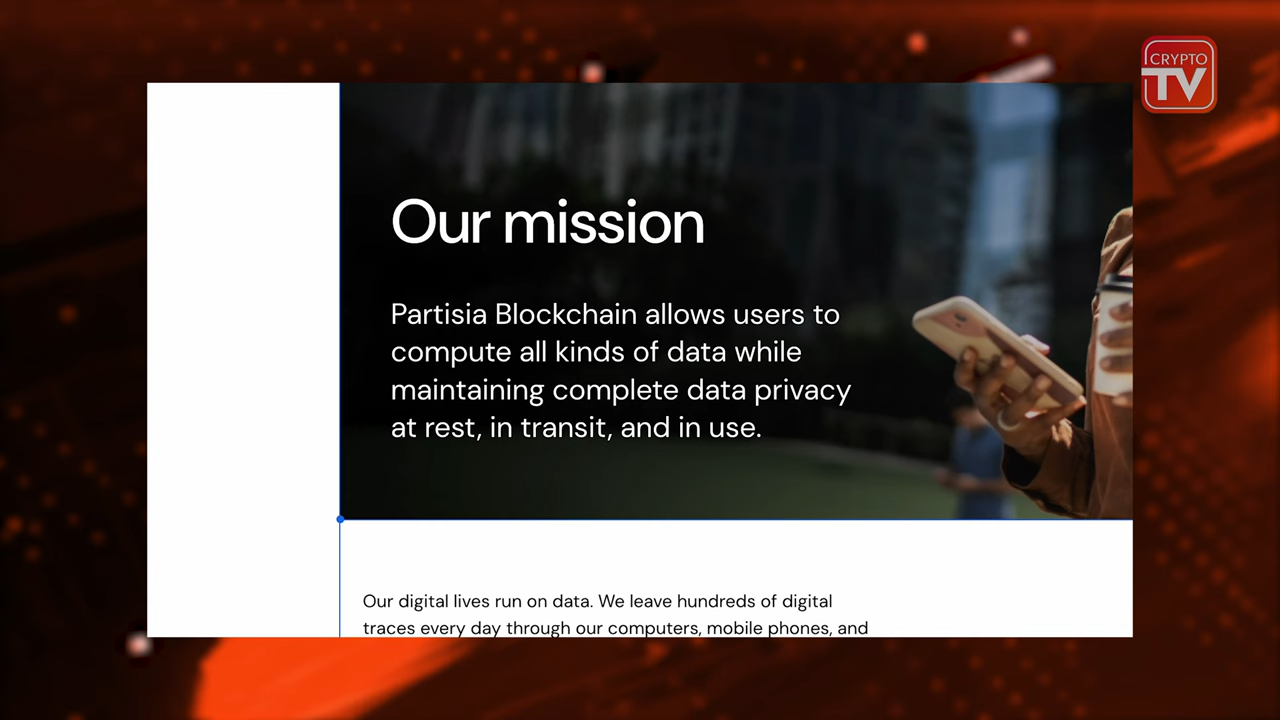 CRYPTO
TV
Our mission
Partisia Blockchain allows users to
compute all kinds of data while
maintaining complete data privacy
at rest, in transit, and in use.
Our digital lives run on data. We leave hundreds of digital
traces every day through our computers, mobile phones, and